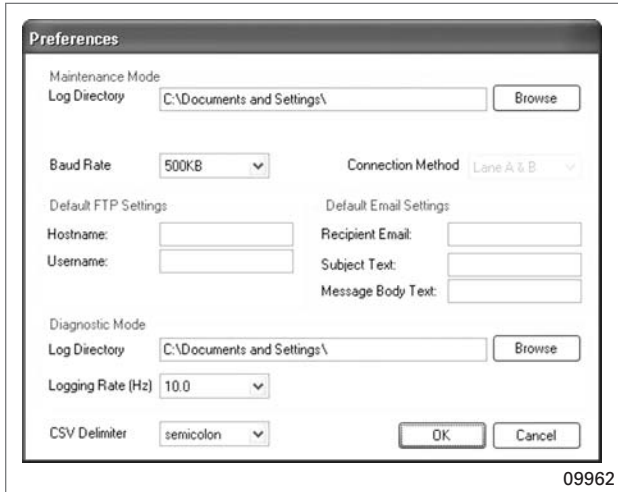 Preferences
Maintenance Mode
Log Directory C:\Documents and Settings\ Browse
Baud Rate 500KB Connection Method Lane A & B
Default FTP Settings Default Email Settings
Hostname: Recipient Email:
Username: Subject Text:
Message Body Text:
Diagnostic Mode
Log Directory C:\Documents and Settings\ Browse
Logging Rate (Hz) 10.0
CSV Delimiter semicolon OK Cancel
09962